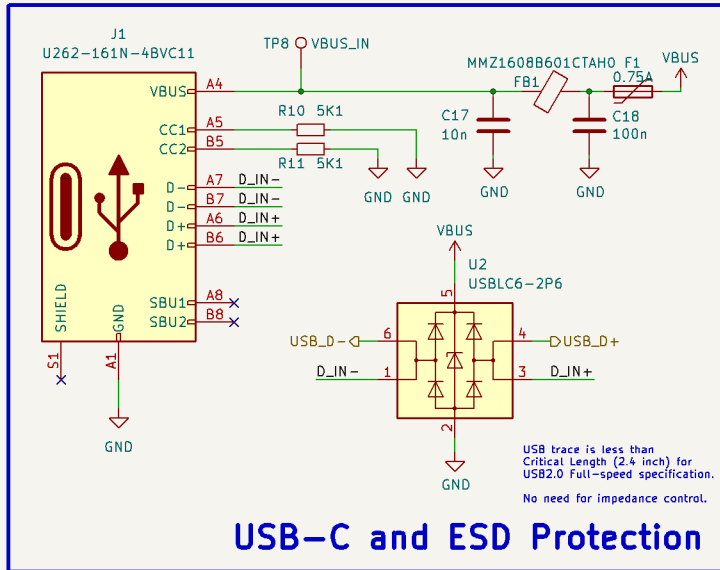 J1
U262-161N-4BVC11
TP8 VBUS_IN
MMZ1608B601CTAH0 F1
FB1 0.75A
VBUS
VBUS A4
CC1 A5
CC2 B5
R10 5K1
R11 5K1
C17
10n
C18
100n
GND GND GND GND
D- A7 D_IN-
D- B7 D_IN-
D+ A6 D_IN+
D+ B6 D_IN+
SBU1 A8
SBU2 B8
SHIELD
GND
S1
A1
GND
VBUS
U2
USBLC6-2P6
5
USB_D- 6
4 USB_D+
D_IN- 1
3 D_IN+
2
GND
USB trace is less than
Critical Length (2.4 inch) for
USB2.0 Full-speed specification.
No need for impedance control.
USB-C and ESD Protection